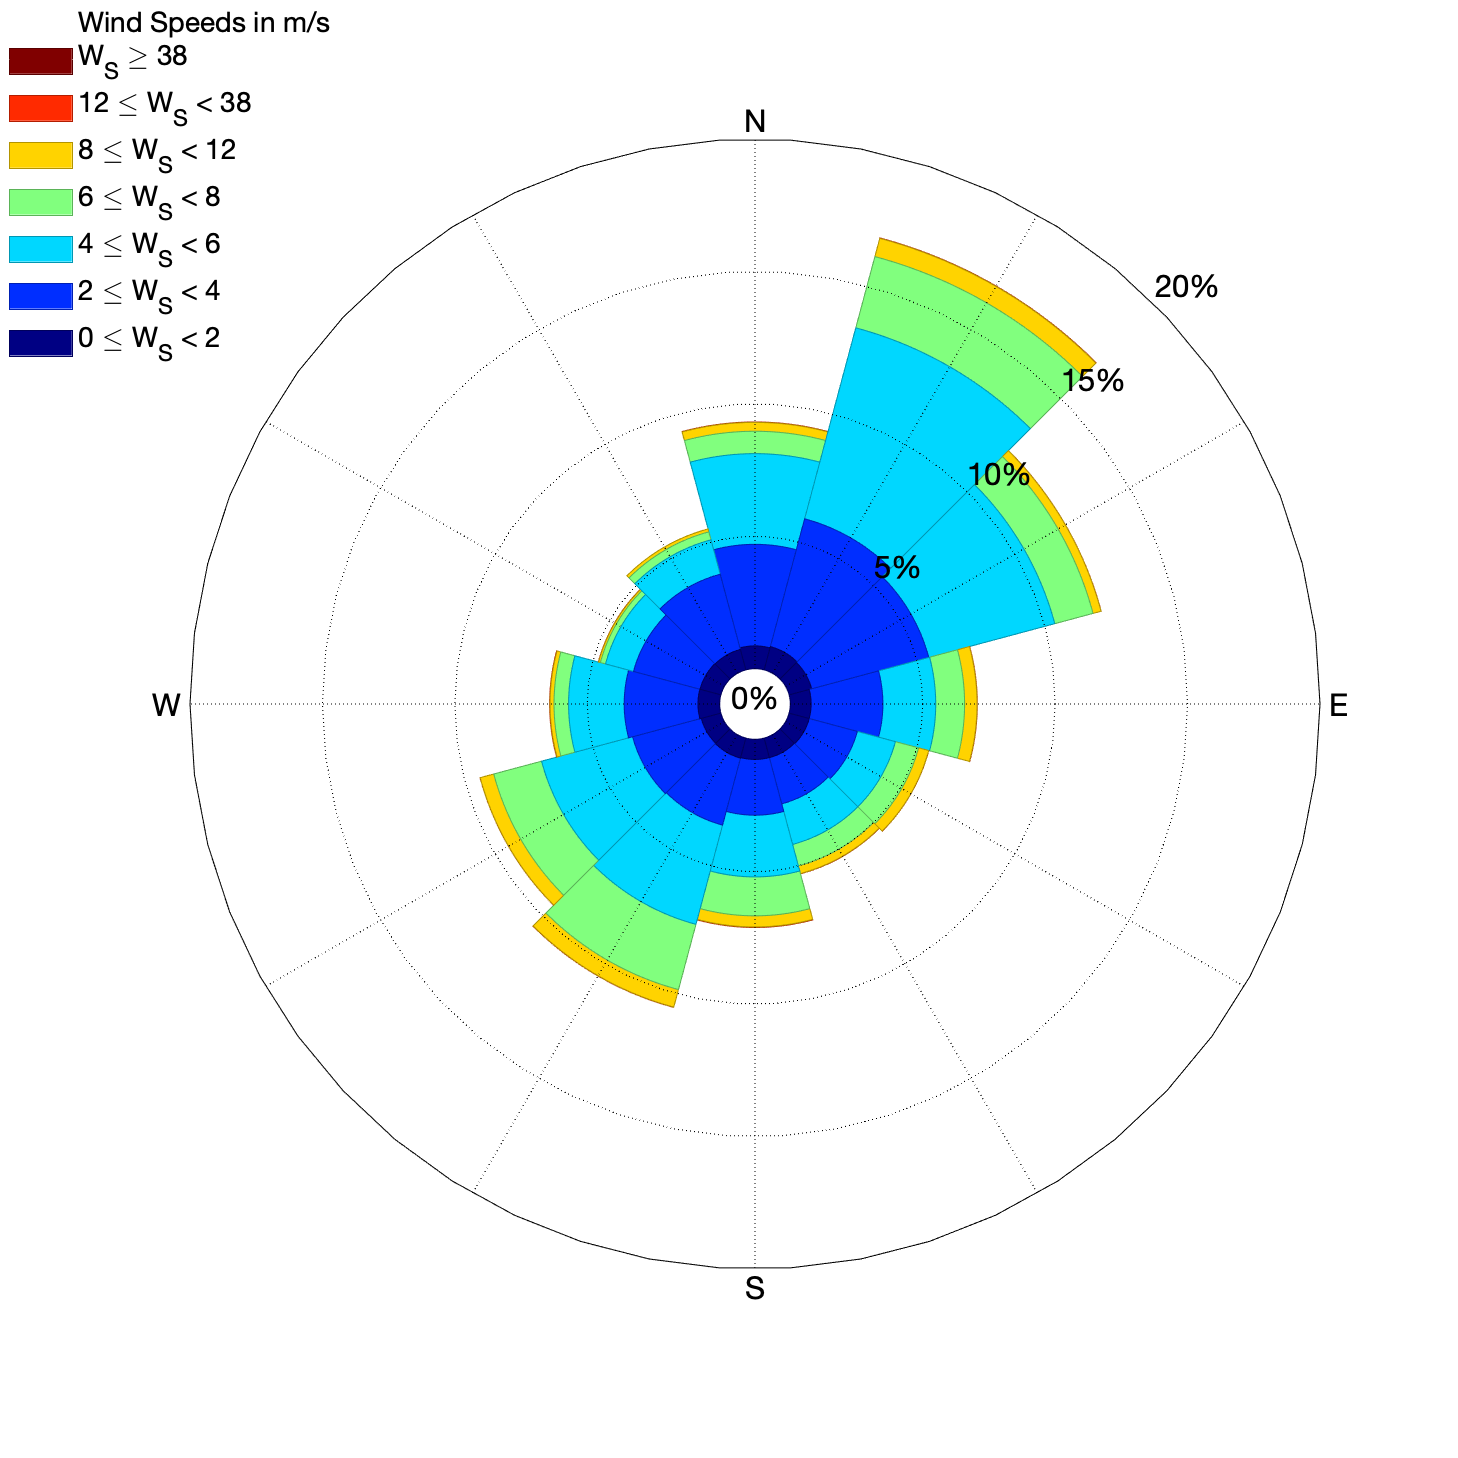 Wind Speeds in m/s
W_S ≥ 38
12 ≤ W_S < 38
8 ≤ W_S < 12
6 ≤ W_S < 8
4 ≤ W_S < 6
2 ≤ W_S < 4
0 ≤ W_S < 2
N
20%
15%
10%
5%
0%
W
E
S